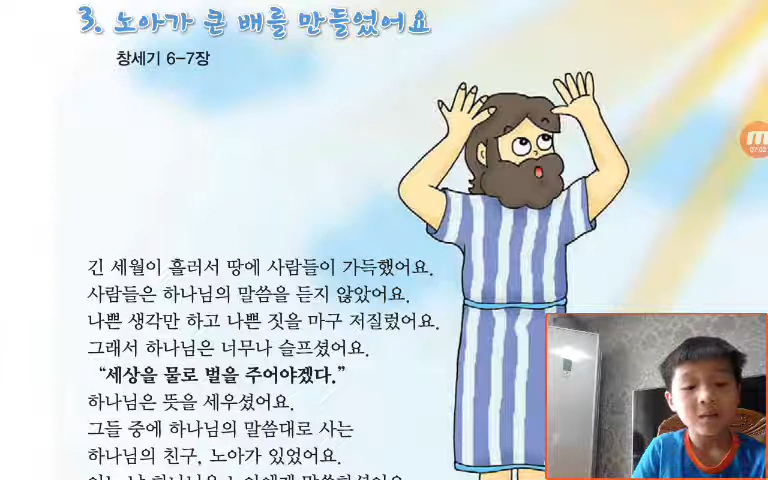 3. 노아가 큰 배를 만들었어요
창세기 6-7장
긴 세월이 흘러서 땅에 사람들이 가득했어요.
사람들은 하나님의 말씀을 듣지 않았어요.
나쁜 생각만 하고 나쁜 짓을 마구 저질렀어요.
그래서 하나님은 너무나 슬프셨어요.
“세상을 물로 벌을 주어야겠다.”
하나님은 뜻을 세우셨어요.
그들 중에 하나님의 말씀대로 사는
하나님의 친구, 노아가 있었어요.